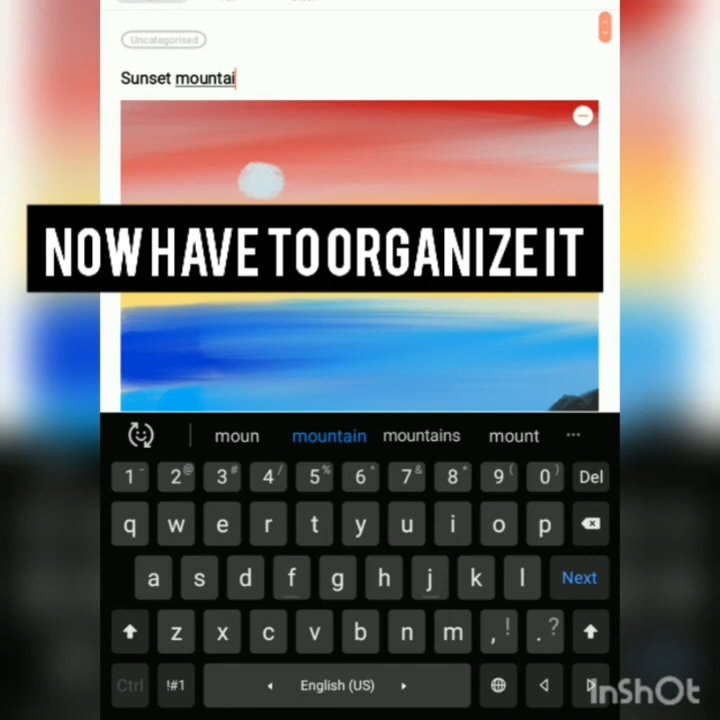 Uncategorised
Sunset mountai
NOW HAVE TO ORGANIZE IT
moun mountain mountains mount ...
1 - 2 @ 3 # 4 / 5 % 6 ^ 7 & 8 * 9 ( 0 ) Del
q w e r t y u i o p
a s d f g h j k l Next
z x c v b n m , ! . ?
Ctrl !#1 English (US)
InShOt